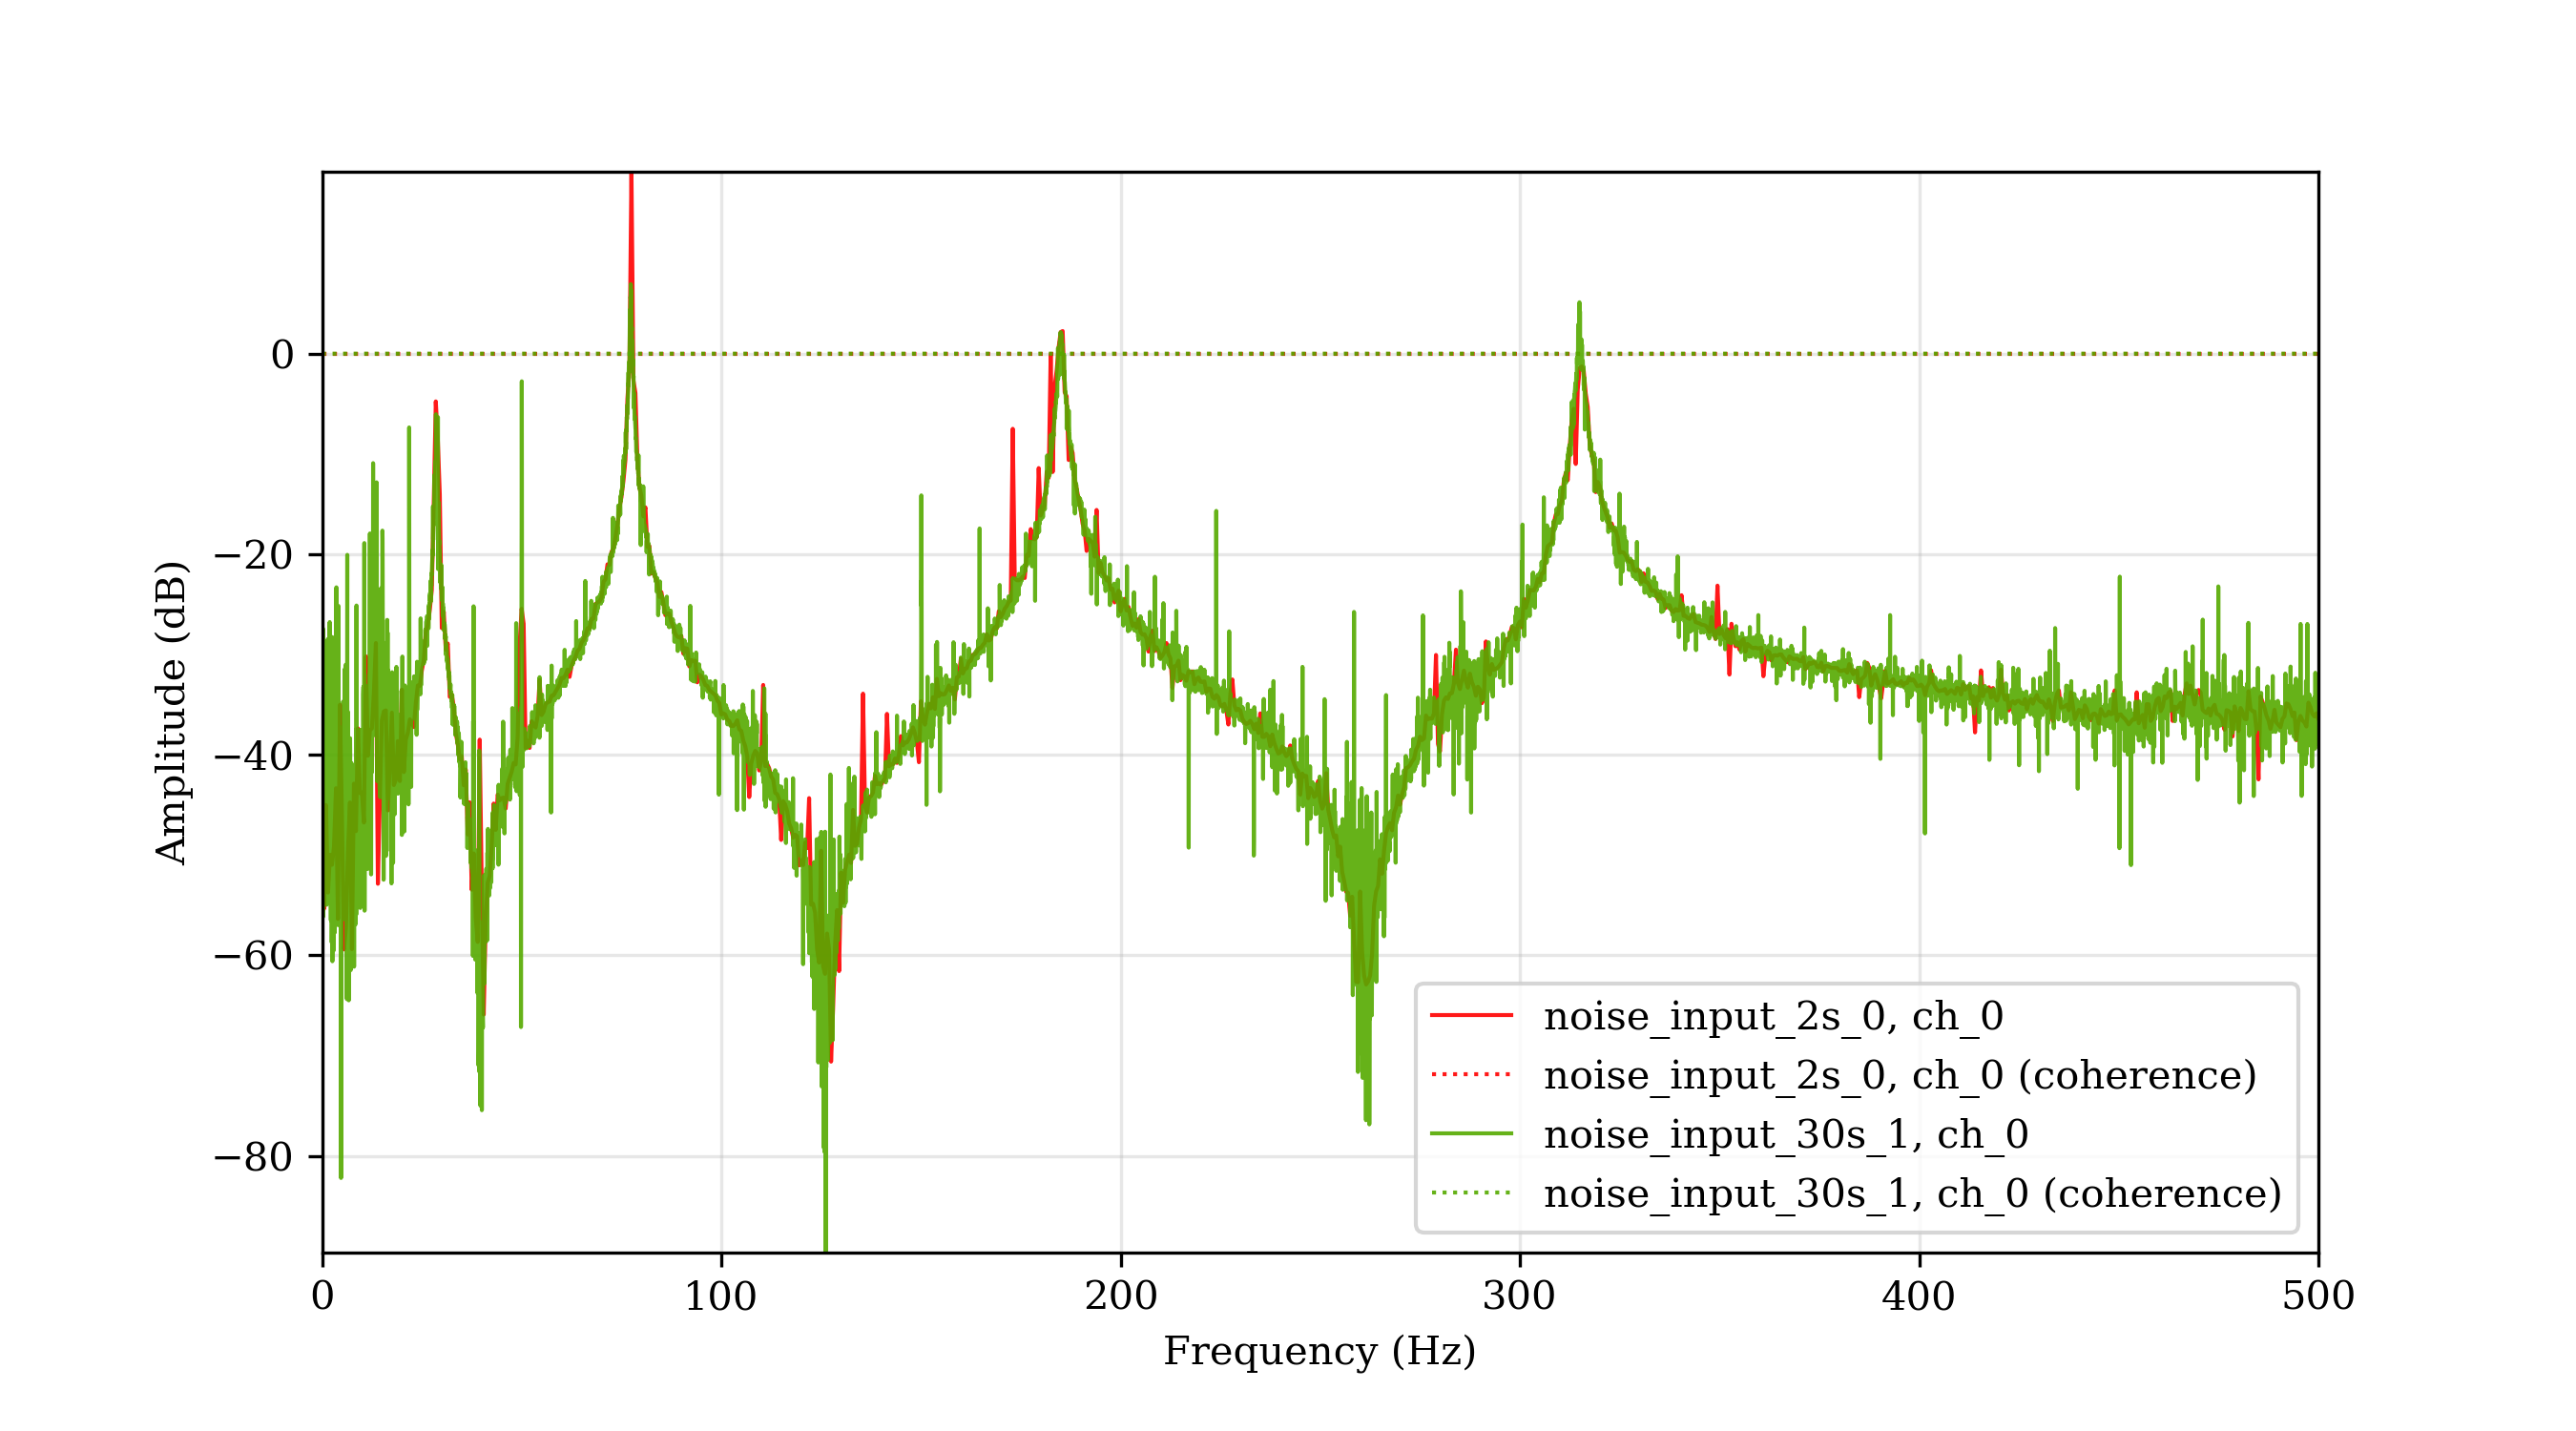 0
−20
−40
−60
−80
Amplitude (dB)
noise_input_2s_0, ch_0
noise_input_2s_0, ch_0 (coherence)
noise_input_30s_1, ch_0
noise_input_30s_1, ch_0 (coherence)
0 100 200 300 400 500
Frequency (Hz)